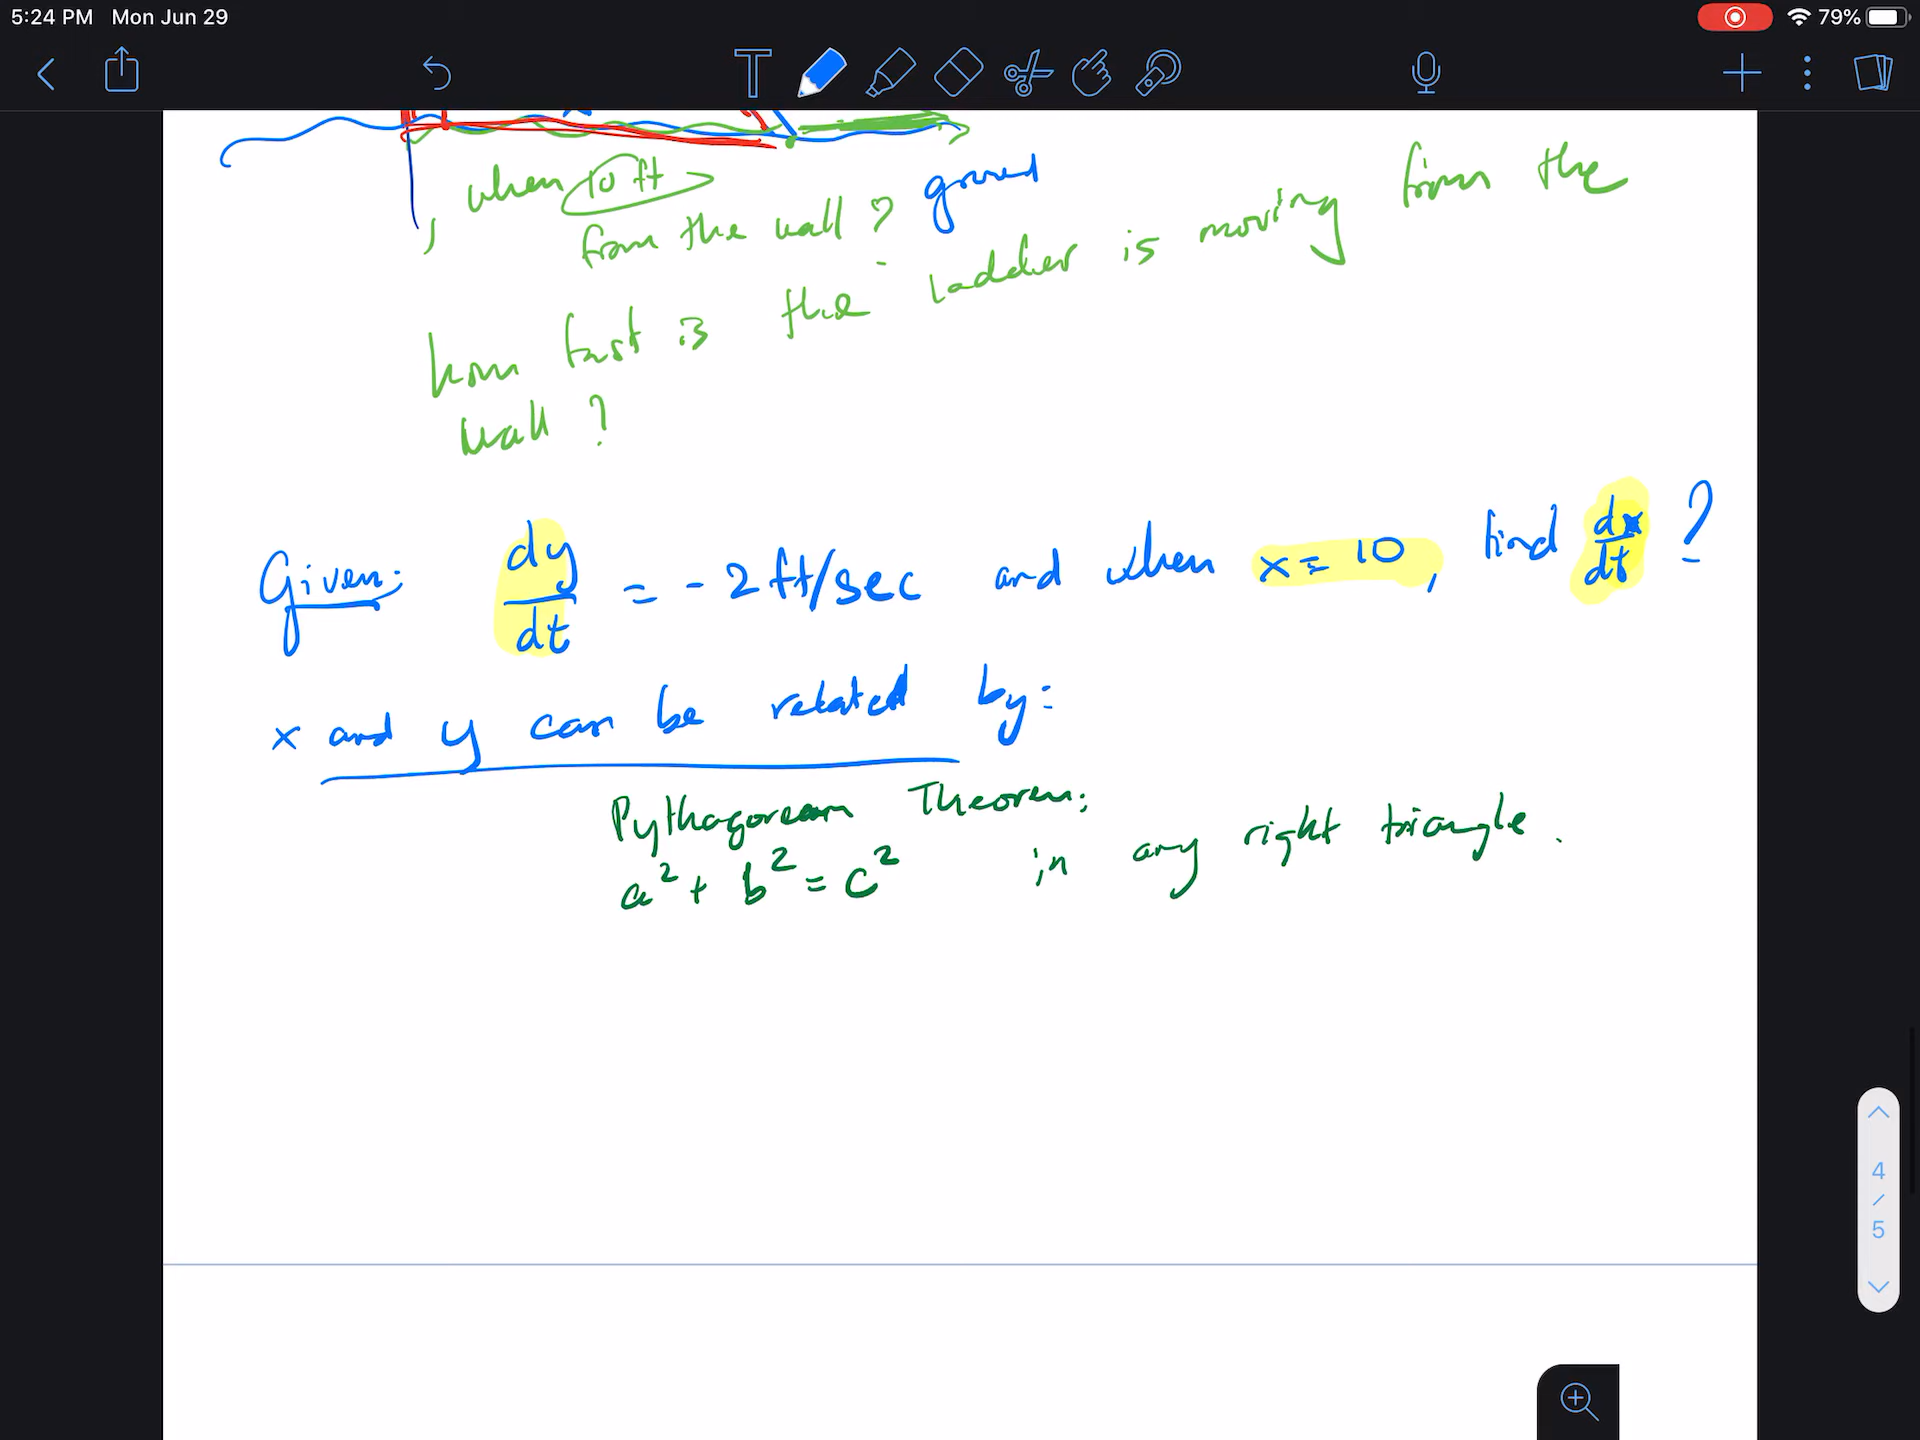 5:24 PM Mon Jun 29
79%
T
, when 10 ft
from the wall? ground
how fast is the ladder is moving from the
wall?
Given: dy/dt = -2 ft/sec and when x = 10, find dx/dt ?
x and y can be related by:
Pythagorean Theorem:
a² + b² = c² in any right triangle.
4
/
5